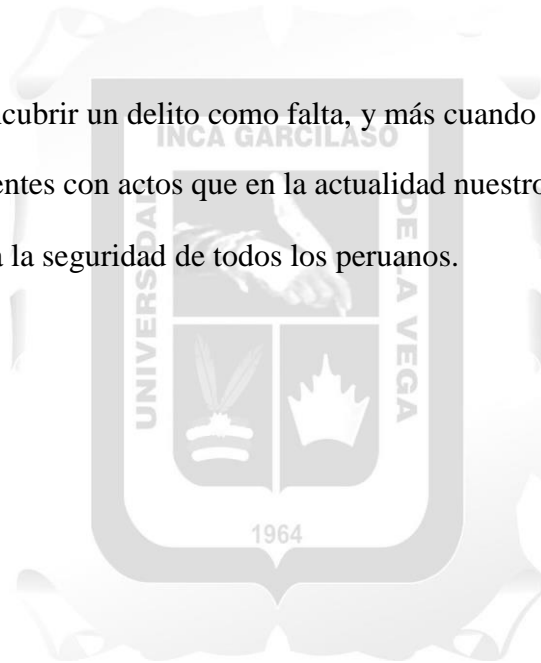 ncubrir un delito como falta, y más cuando
entes con actos que en la actualidad nuestro
a la seguridad de todos los peruanos.
UNIVERSIDAD
INCA GARCILASO
DE LA VEGA
1964